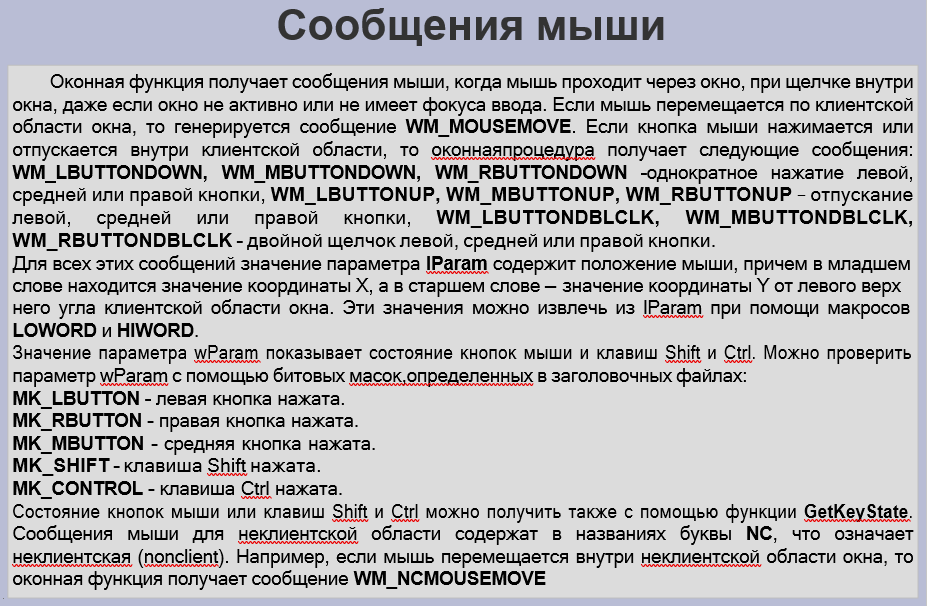 Сообщения мыши
Оконная функция получает сообщения мыши, когда мышь проходит через окно, при щелчке внутри
окна, даже если окно не активно или не имеет фокуса ввода. Если мышь перемещается по клиентской
области окна, то генерируется сообщение WM_MOUSEMOVE. Если кнопка мыши нажимается или
отпускается внутри клиентской области, то оконнаяпроцедура получает следующие сообщения:
WM_LBUTTONDOWN, WM_MBUTTONDOWN, WM_RBUTTONDOWN -однократное нажатие левой,
средней или правой кнопки, WM_LBUTTONUP, WM_MBUTTONUP, WM_RBUTTONUP - отпускание
левой, средней или правой кнопки, WM_LBUTTONDBLCLK, WM_MBUTTONDBLCLK,
WM_RBUTTONDBLCLK - двойной щелчок левой, средней или правой кнопки.
Для всех этих сообщений значение параметра lParam содержит положение мыши, причем в младшем
слове находится значение координаты X, а в старшем слове – значение координаты Y от левого верх
него угла клиентской области окна. Эти значения можно извлечь из lParam при помощи макросов
LOWORD и HIWORD.
Значение параметра wParam показывает состояние кнопок мыши и клавиш Shift и Ctrl. Можно проверить
параметр wParam с помощью битовых масок,определенных в заголовочных файлах:
MK_LBUTTON - левая кнопка нажата.
MK_RBUTTON - правая кнопка нажата.
MK_MBUTTON - средняя кнопка нажата.
MK_SHIFT - клавиша Shift нажата.
MK_CONTROL - клавиша Ctrl нажата.
Состояние кнопок мыши или клавиш Shift и Ctrl можно получить также с помощью функции GetKeyState.
Сообщения мыши для неклиентской области содержат в названиях буквы NC, что означает
неклиентская (nonclient). Например, если мышь перемещается внутри неклиентской области окна, то
оконная функция получает сообщение WM_NCMOUSEMOVE